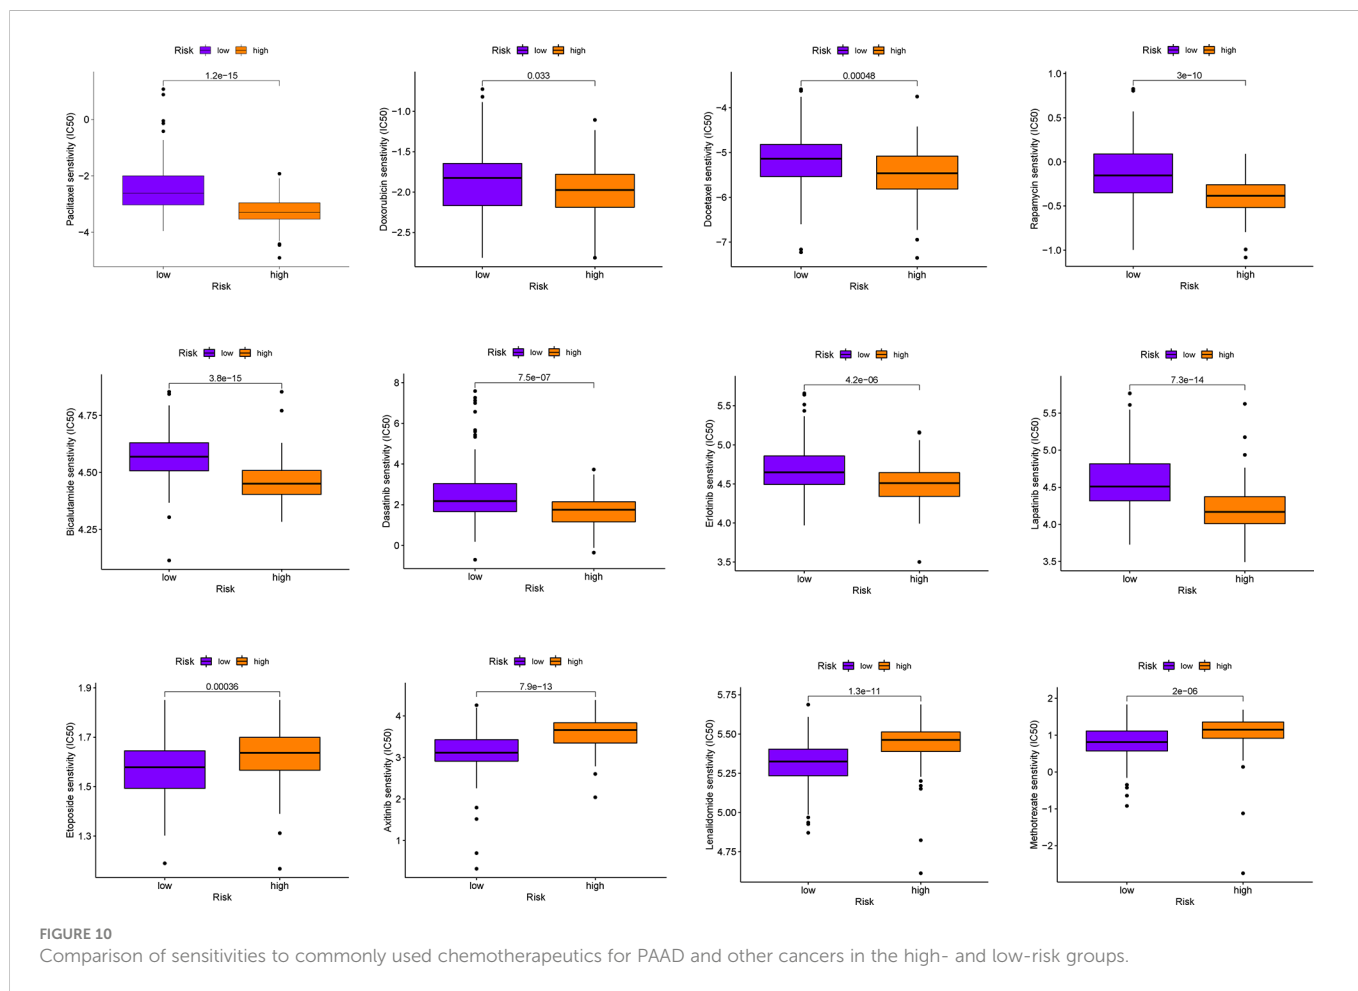 Risk low high
1.2e−15
Paclitaxel senstivity (IC50)
0
−2
−4
low high
Risk
Risk low high
0.033
Doxorubicin senstivity (IC50)
−1.0
−1.5
−2.0
−2.5
low high
Risk
Risk low high
0.00048
Docetaxel senstivity (IC50)
−4
−5
−6
−7
low high
Risk
Risk low high
3e−10
Rapamycin senstivity (IC50)
1.0
0.5
0.0
−0.5
−1.0
low high
Risk
Risk low high
3.8e−15
Bicalutamide senstivity (IC50)
4.75
4.50
4.25
low high
Risk
Risk low high
7.5e−07
Dasatinib senstivity (IC50)
8
6
4
2
0
low high
Risk
Risk low high
4.2e−06
Erlotinib senstivity (IC50)
5.5
5.0
4.5
4.0
3.5
low high
Risk
Risk low high
7.3e−14
Lapatinib senstivity (IC50)
5.5
5.0
4.5
4.0
3.5
low high
Risk
Risk low high
0.00036
Etoposide senstivity (IC50)
1.9
1.7
1.5
1.3
low high
Risk
Risk low high
7.9e−13
Axitinib senstivity (IC50)
4
3
2
1
low high
Risk
Risk low high
1.3e−11
Lenalidomide senstivity (IC50)
5.75
5.50
5.25
5.00
4.75
low high
Risk
Risk low high
2e−06
Methotrexate senstivity (IC50)
2
1
0
−1
−2
low high
Risk
FIGURE 10
Comparison of sensitivities to commonly used chemotherapeutics for PAAD and other cancers in the high- and low-risk groups.